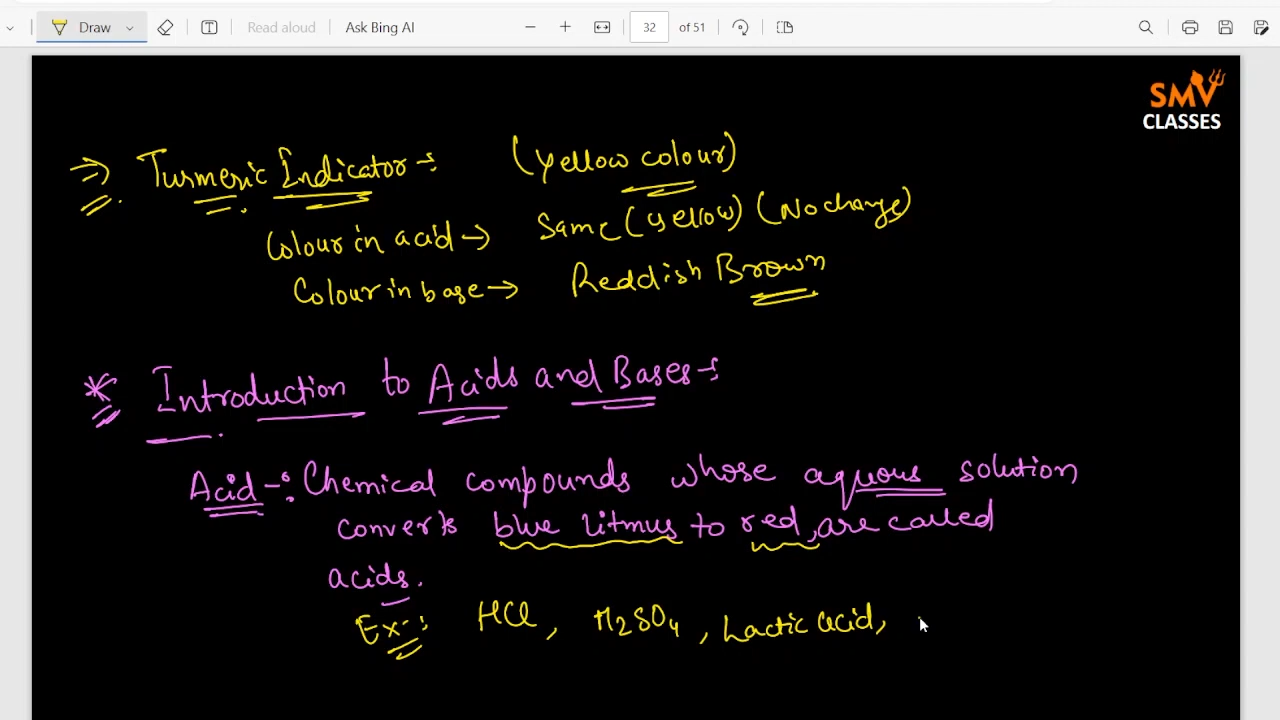 Draw
Read aloud
Ask Bing AI
32 of 51
SMV
CLASSES
⇒ Turmeric Indicator :- (Yellow colour)
Colour in acid → Same (Yellow) (No change)
Colour in base → Reddish Brown
* Introduction to Acids and Bases :-
Acid :- Chemical compounds whose aquous solution
converts blue litmus to red, are called
acids.
Ex :- HCl, H2SO4, Lactic acid,